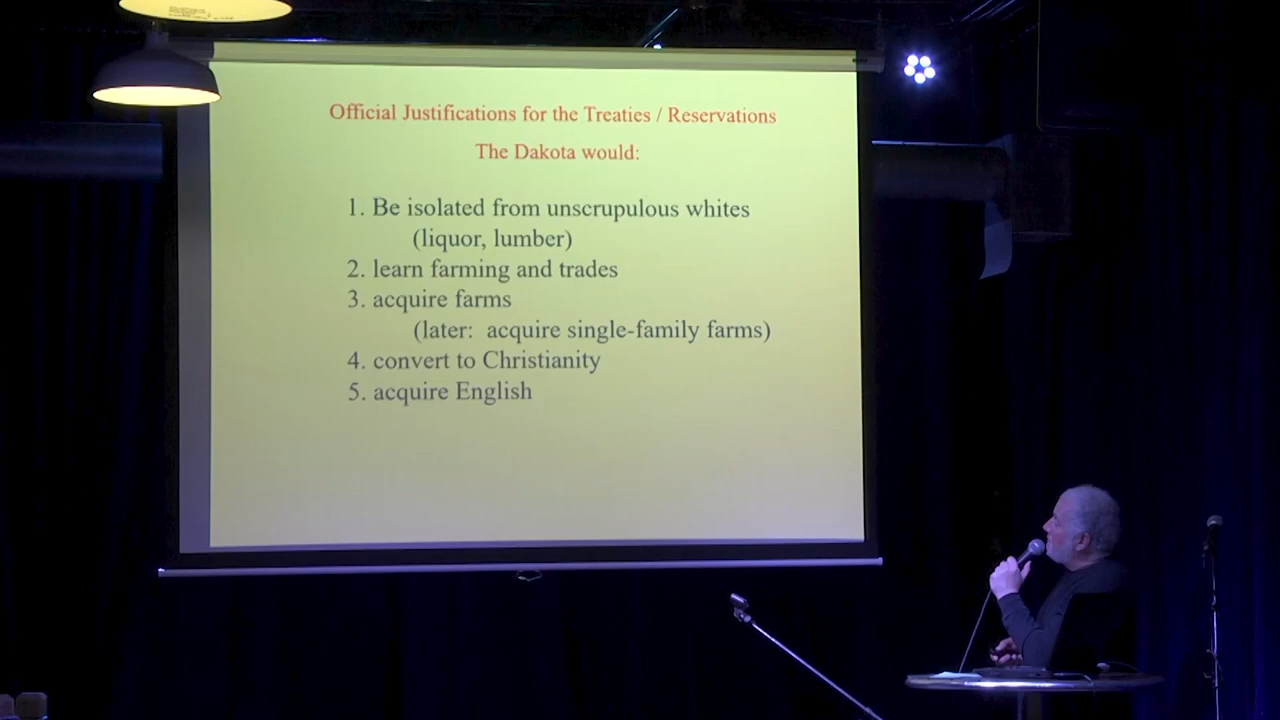 Official Justifications for the Treaties / Reservations
The Dakota would:
1. Be isolated from unscrupulous whites
(liquor, lumber)
2. learn farming and trades
3. acquire farms
(later:  acquire single-family farms)
4. convert to Christianity
5. acquire English